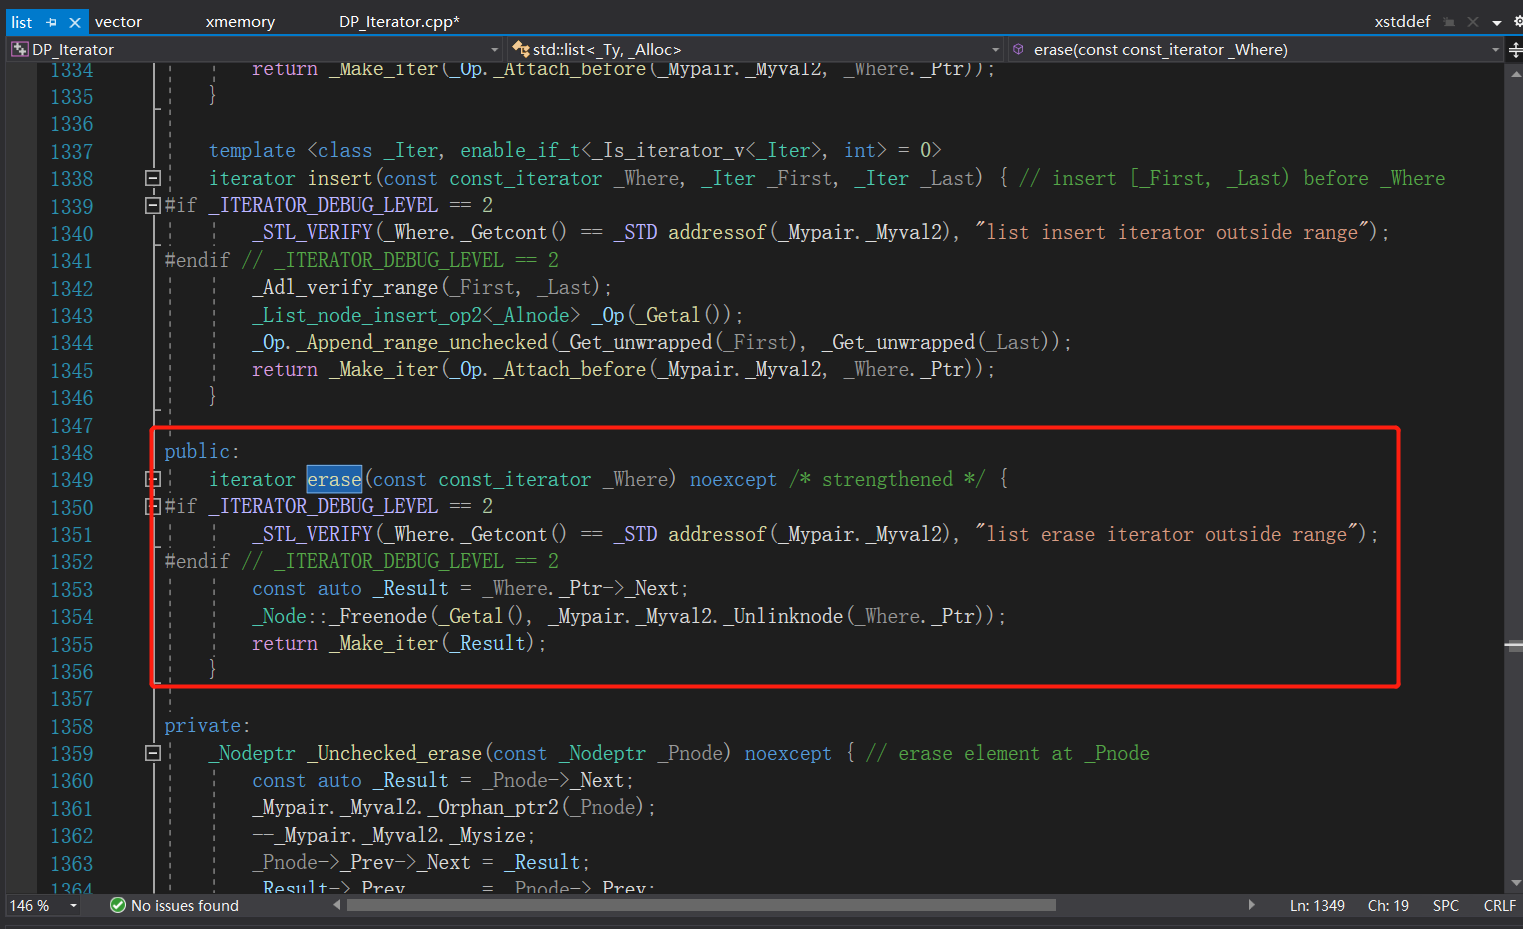 list vector xmemory DP_Iterator.cpp* xstddef
DP_Iterator std::list<_Ty, _Alloc> erase(const const_iterator _Where)
1334 return _Make_iter(_Op._Attach_before(_Mypair._Myval2, _Where._Ptr));
1335 }
1336
1337 template <class _Iter, enable_if_t<_Is_iterator_v<_Iter>, int> = 0>
1338 iterator insert(const const_iterator _Where, _Iter _First, _Iter _Last) { // insert [_First, _Last) before _Where
1339 #if _ITERATOR_DEBUG_LEVEL == 2
1340 _STL_VERIFY(_Where._Getcont() == _STD addressof(_Mypair._Myval2), "list insert iterator outside range");
1341 #endif // _ITERATOR_DEBUG_LEVEL == 2
1342 _Adl_verify_range(_First, _Last);
1343 _List_node_insert_op2<_Alnode> _Op(_Getal());
1344 _Op._Append_range_unchecked(_Get_unwrapped(_First), _Get_unwrapped(_Last));
1345 return _Make_iter(_Op._Attach_before(_Mypair._Myval2, _Where._Ptr));
1346 }
1347
1348 public:
1349 iterator erase(const const_iterator _Where) noexcept /* strengthened */ {
1350 #if _ITERATOR_DEBUG_LEVEL == 2
1351 _STL_VERIFY(_Where._Getcont() == _STD addressof(_Mypair._Myval2), "list erase iterator outside range");
1352 #endif // _ITERATOR_DEBUG_LEVEL == 2
1353 const auto _Result = _Where._Ptr->_Next;
1354 _Node::_Freenode(_Getal(), _Mypair._Myval2._Unlinknode(_Where._Ptr));
1355 return _Make_iter(_Result);
1356 }
1357
1358 private:
1359 _Nodeptr _Unchecked_erase(const _Nodeptr _Pnode) noexcept { // erase element at _Pnode
1360 const auto _Result = _Pnode->_Next;
1361 _Mypair._Myval2._Orphan_ptr2(_Pnode);
1362 --_Mypair._Myval2._Mysize;
1363 _Pnode->_Prev->_Next = _Result;
1364 _Result->_Prev = _Pnode->_Prev;
146 % No issues found Ln: 1349 Ch: 19 SPC CRLF